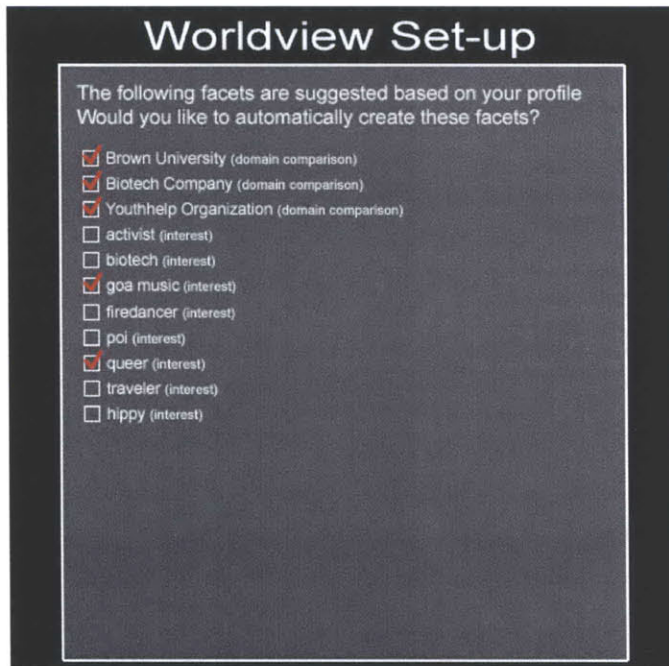 Worldview Set-up
The following facets are suggested based on your profile
Would you like to automatically create these facets?
Brown University (domain comparison)
Biotech Company (domain comparison)
Youthhelp Organization (domain comparison)
activist (interest)
biotech (interest)
goa music (interest)
firedancer (interest)
poi (interest)
queer (interest)
traveler (interest)
hippy (interest)